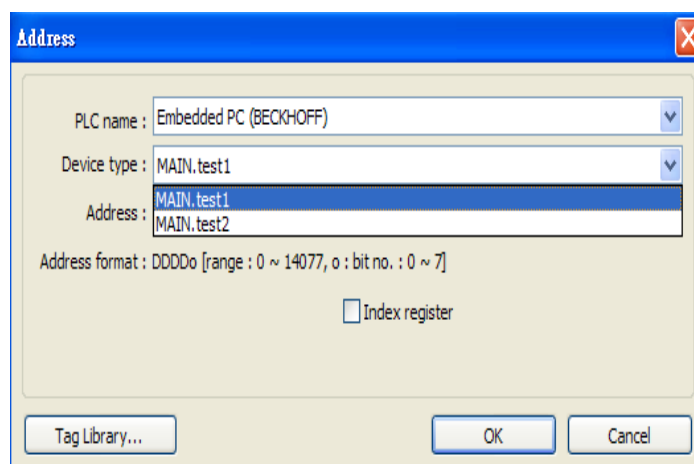 Address
PLC name : Embedded PC (BECKHOFF)
Device type : MAIN.test1
MAIN.test1
Address : MAIN.test2
Address format : DDDDo [range : 0 ~ 14077, o : bit no. : 0 ~ 7]
Index register
Tag Library... OK Cancel